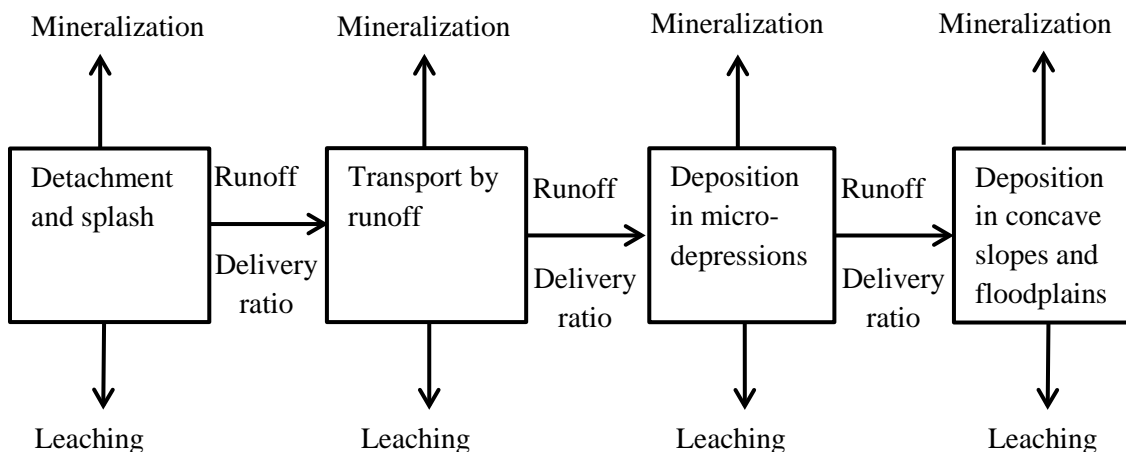 Mineralization
Mineralization
Mineralization
Mineralization
Detachment
and splash
Runoff
Delivery
ratio
Transport by
runoff
Runoff
Delivery
ratio
Deposition
in micro-
depressions
Runoff
Delivery
ratio
Deposition
in concave
slopes and
floodplains
Leaching
Leaching
Leaching
Leaching